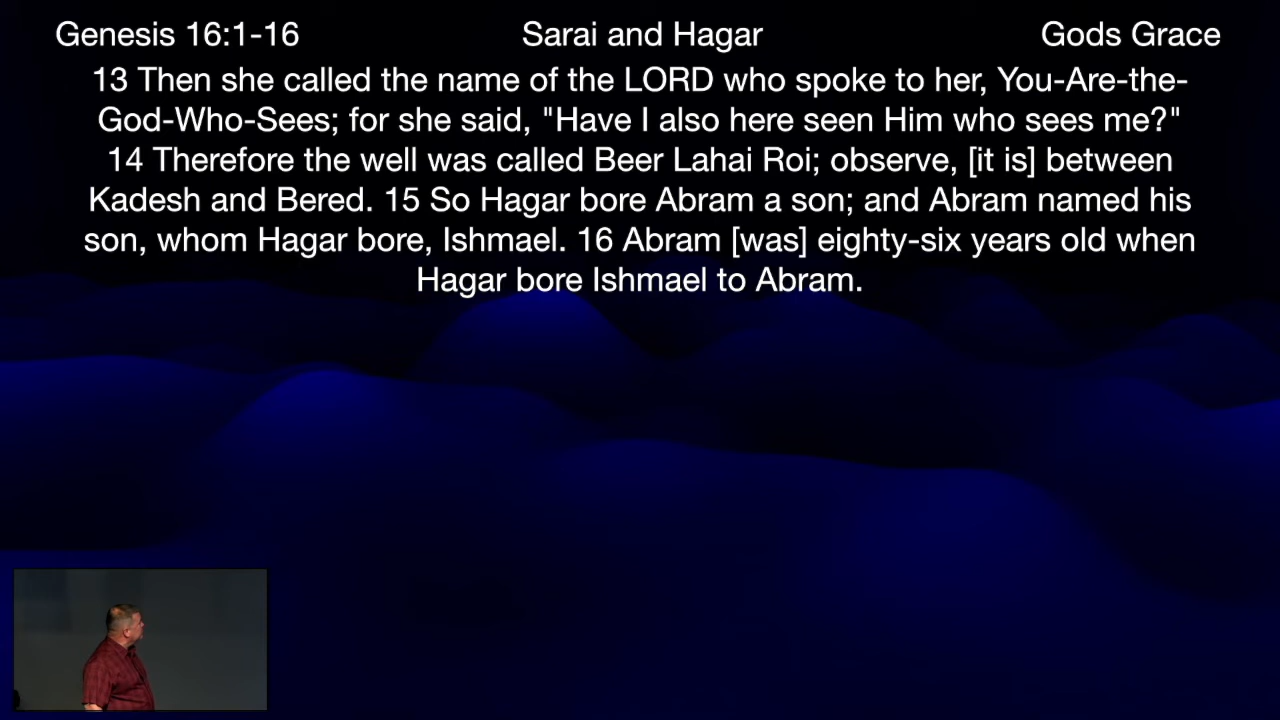 Genesis 16:1-16 Sarai and Hagar Gods Grace
13 Then she called the name of the LORD who spoke to her, You-Are-the-
God-Who-Sees; for she said, "Have I also here seen Him who sees me?"
14 Therefore the well was called Beer Lahai Roi; observe, [it is] between
Kadesh and Bered. 15 So Hagar bore Abram a son; and Abram named his
son, whom Hagar bore, Ishmael. 16 Abram [was] eighty-six years old when
Hagar bore Ishmael to Abram.